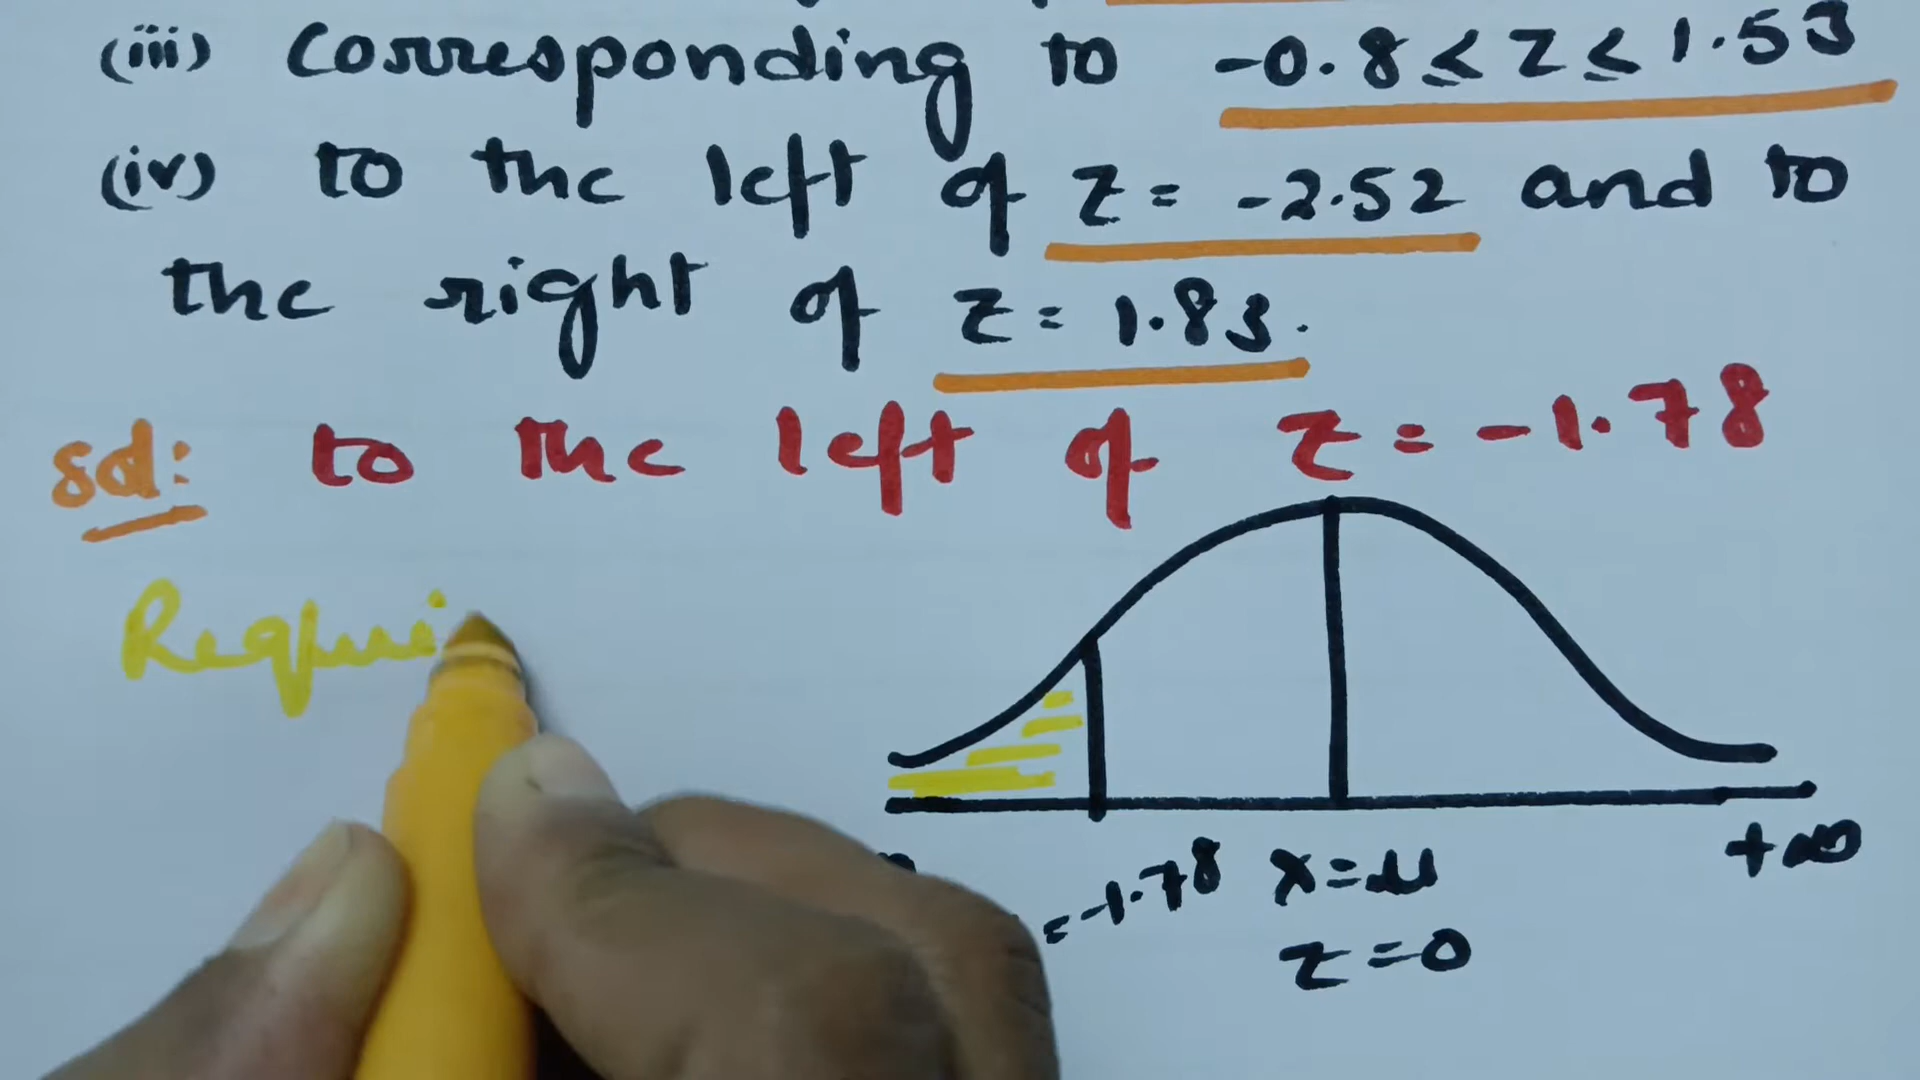 (iii) Corresponding to -0.8 ≤ z ≤ 1.53
(iv) to the left of z = -2.52 and to
the right of z = 1.83.
Sol: to the left of z = -1.78
Requi
= -1.78 x = μ +∞
z = 0